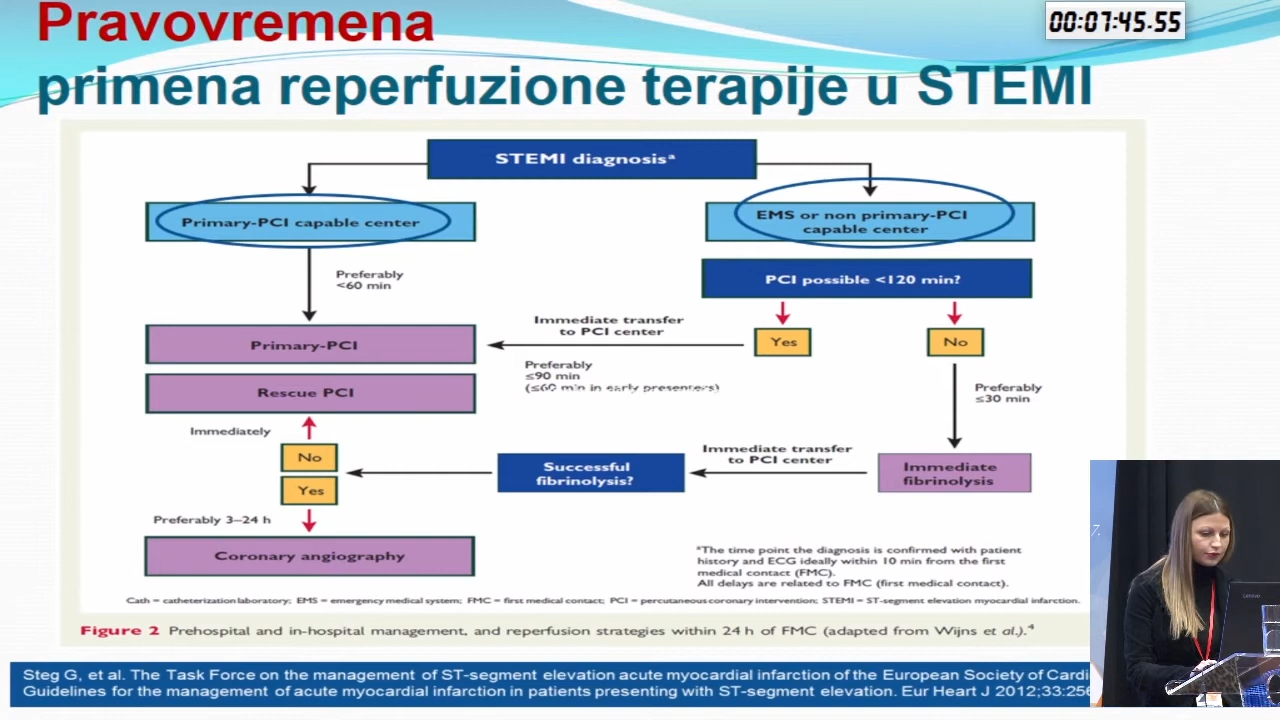 Pravovremena
00:07:45.55
primena reperfuzione terapije u STEMI
STEMI diagnosisᵃ
Primary-PCI capable center
EMS or non primary-PCI
capable center
Preferably
<60 min
PCI possible <120 min?
Immediate transfer
to PCI center
Yes
No
Primary-PCI
Preferably
≤90 min
(≤60 min in early presenters)
Preferably
≤30 min
Rescue PCI
Immediately
No
Immediate transfer
to PCI center
Successful
fibrinolysis?
Immediate
fibrinolysis
Yes
Preferably 3–24 h
Coronary angiography
ᵃThe time point the diagnosis is confirmed with patient
history and ECG ideally within 10 min from the first
medical contact (FMC).
All delays are related to FMC (first medical contact).
Cath = catheterization laboratory; EMS = emergency medical system; FMC = first medical contact; PCI = percutaneous coronary intervention; STEMI = ST-segment elevation myocardial infarction.
Figure 2 Prehospital and in-hospital management, and reperfusion strategies within 24 h of FMC (adapted from Wijns et al.).⁴
7.
Lenovo
Steg G, et al. The Task Force on the management of ST-segment elevation acute myocardial infarction of the European Society of Cardi
Guidelines for the management of acute myocardial infarction in patients presenting with ST-segment elevation. Eur Heart J 2012;33:256